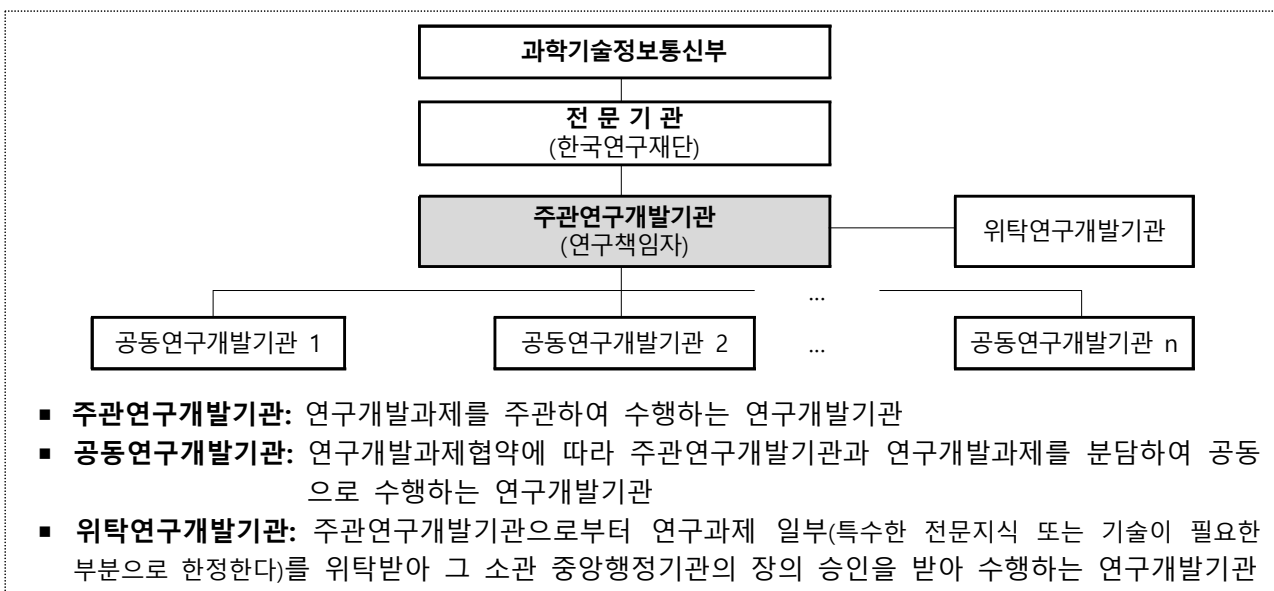 과학기술정보통신부
전 문 기 관
(한국연구재단)
주관연구개발기관
(연구책임자)
위탁연구개발기관
...
공동연구개발기관 1
공동연구개발기관 2
...
공동연구개발기관 n
▪ 주관연구개발기관: 연구개발과제를 주관하여 수행하는 연구개발기관
▪ 공동연구개발기관: 연구개발과제협약에 따라 주관연구개발기관과 연구개발과제를 분담하여 공동
으로 수행하는 연구개발기관
▪ 위탁연구개발기관: 주관연구개발기관으로부터 연구과제 일부(특수한 전문지식 또는 기술이 필요한
부분으로 한정한다)를 위탁받아 그 소관 중앙행정기관의 장의 승인을 받아 수행하는 연구개발기관